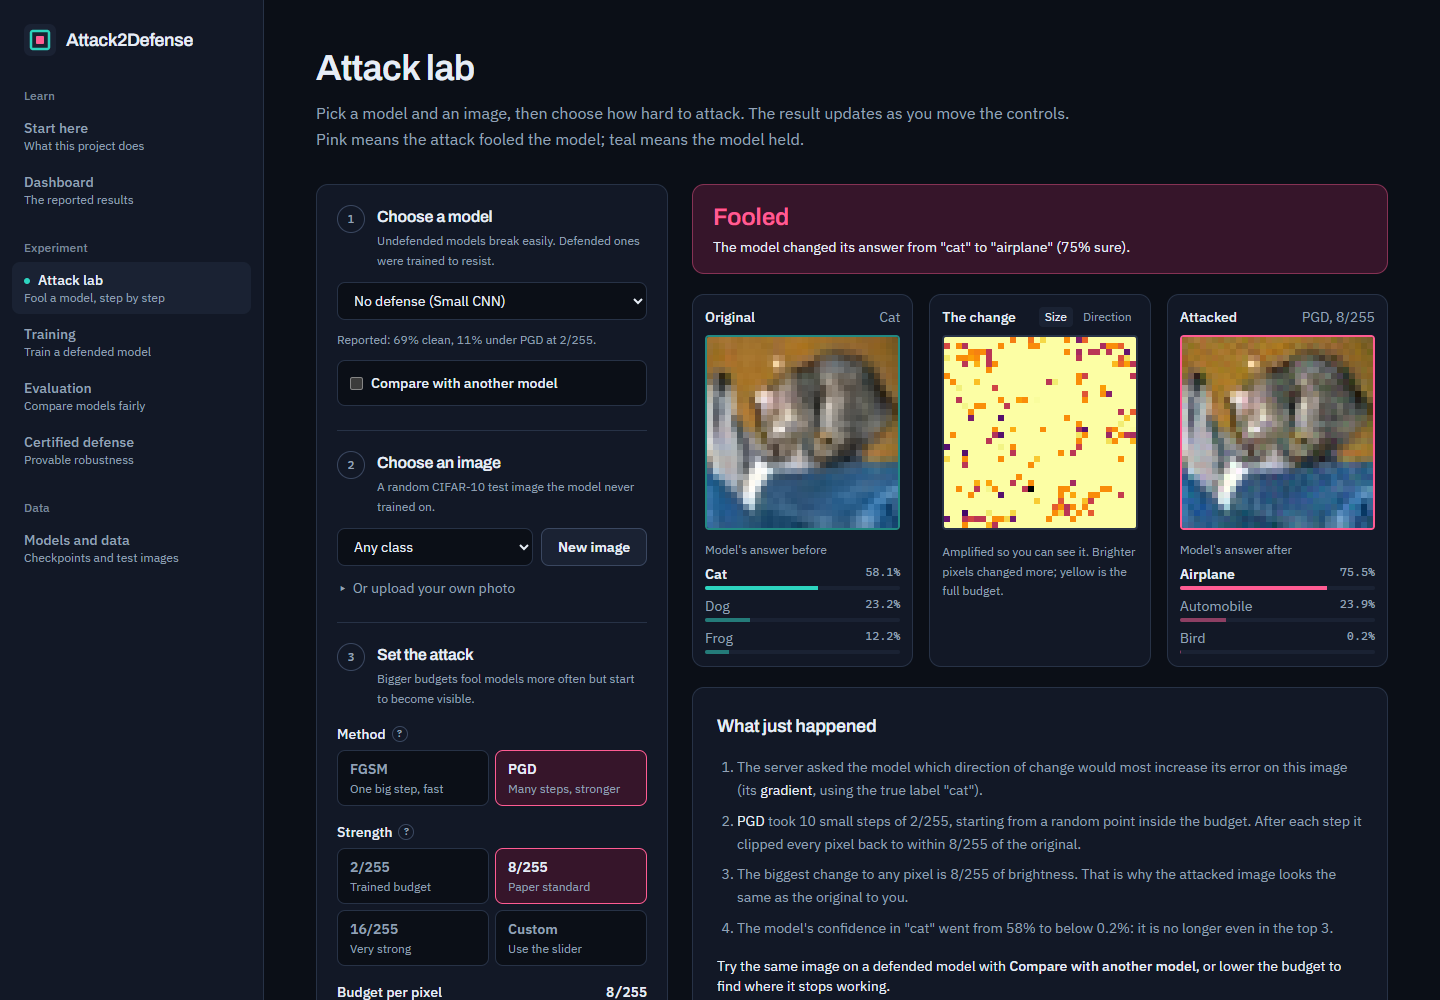 Attack2Defense
Learn
Start here
What this project does
Dashboard
The reported results
Experiment
Attack lab
Fool a model, step by step
Training
Train a defended model
Evaluation
Compare models fairly
Certified defense
Provable robustness
Data
Models and data
Checkpoints and test images
Attack lab
Pick a model and an image, then choose how hard to attack. The result updates as you move the controls.
Pink means the attack fooled the model; teal means the model held.
1
Choose a model
Undefended models break easily. Defended ones
were trained to resist.
No defense (Small CNN)
Reported: 69% clean, 11% under PGD at 2/255.
Compare with another model
2
Choose an image
A random CIFAR-10 test image the model never
trained on.
Any class
New image
Or upload your own photo
3
Set the attack
Bigger budgets fool models more often but start
to become visible.
Method ?
FGSM
One big step, fast
PGD
Many steps, stronger
Strength ?
2/255
Trained budget
8/255
Paper standard
16/255
Very strong
Custom
Use the slider
Budget per pixel 8/255
Fooled
The model changed its answer from "cat" to "airplane" (75% sure).
Original Cat
Model's answer before
Cat 58.1%
Dog 23.2%
Frog 12.2%
The change Size Direction
Amplified so you can see it. Brighter
pixels changed more; yellow is the
full budget.
Attacked PGD, 8/255
Model's answer after
Airplane 75.5%
Automobile 23.9%
Bird 0.2%
What just happened
1. The server asked the model which direction of change would most increase its error on this image
(its gradient, using the true label "cat").
2. PGD took 10 small steps of 2/255, starting from a random point inside the budget. After each step it
clipped every pixel back to within 8/255 of the original.
3. The biggest change to any pixel is 8/255 of brightness. That is why the attacked image looks the
same as the original to you.
4. The model's confidence in "cat" went from 58% to below 0.2%: it is no longer even in the top 3.
Try the same image on a defended model with Compare with another model, or lower the budget to
find where it stops working.